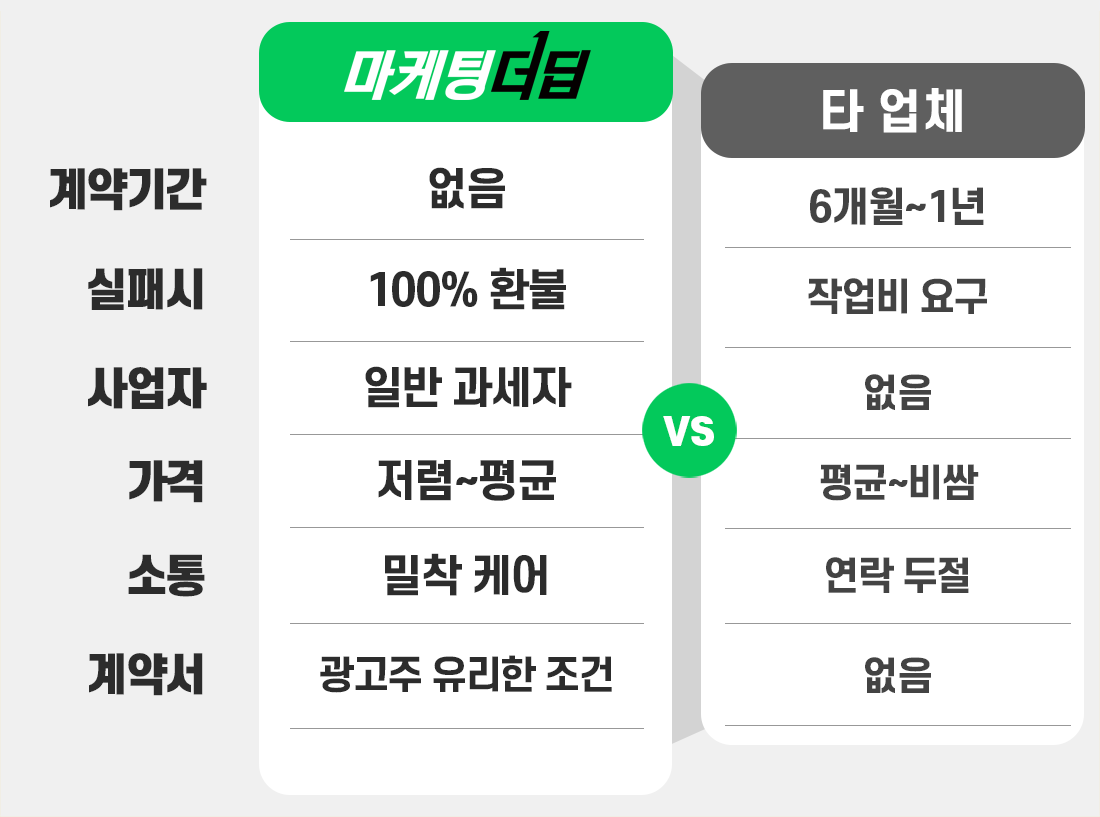 마케팅더딥
타 업체
계약기간 없음 6개월~1년
실패시 100% 환불 작업비 요구
사업자 일반 과세자 없음
VS
가격 저렴~평균 평균~비쌈
소통 밀착 케어 연락 두절
계약서 광고주 유리한 조건 없음